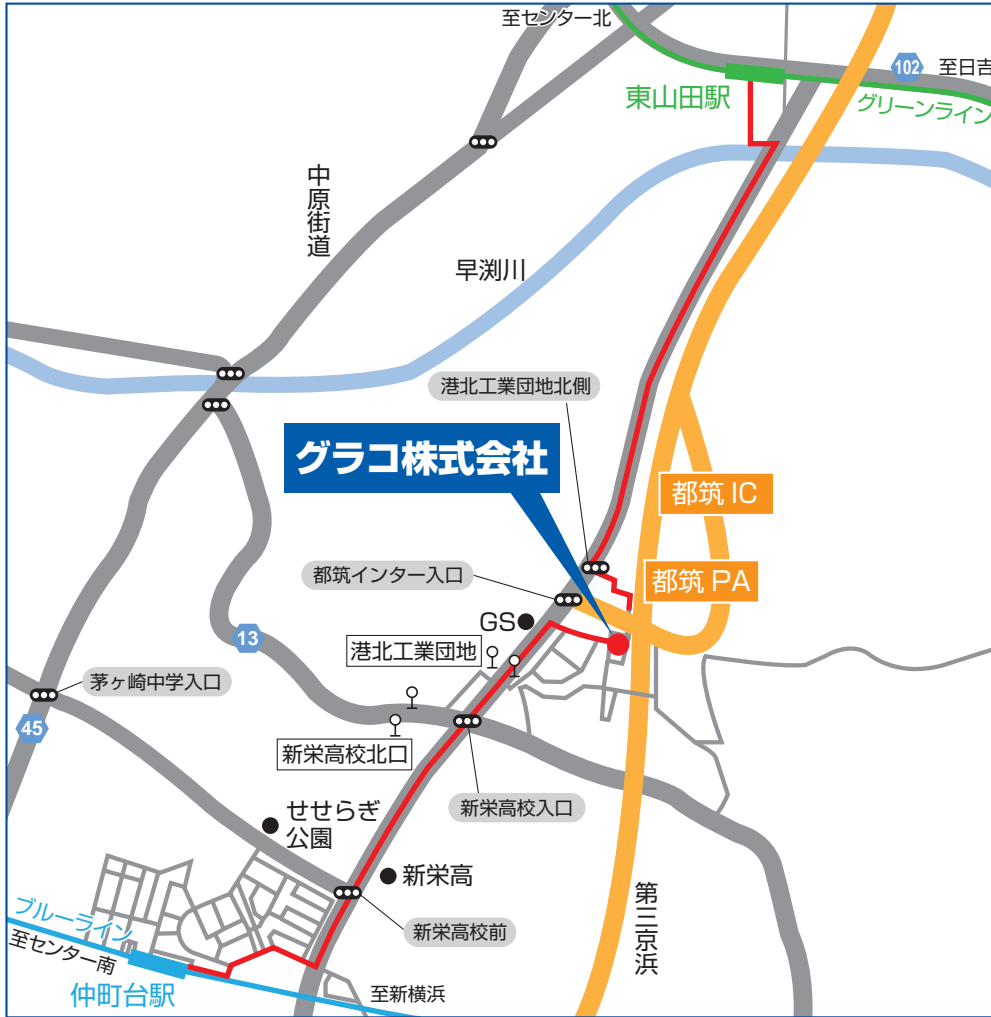 至センター北
102
至日吉
東山田駅
グリーンライン
中原街道
早渕川
港北工業団地北側
グラコ株式会社
都筑 IC
都筑インター入口
都筑 PA
GS
港北工業団地
13
茅ヶ崎中学入口
45
新栄高校北口
新栄高校入口
せせらぎ
公園
新栄高
第三京浜
新栄高校前
ブルーライン
至センター南
仲町台駅
至新横浜